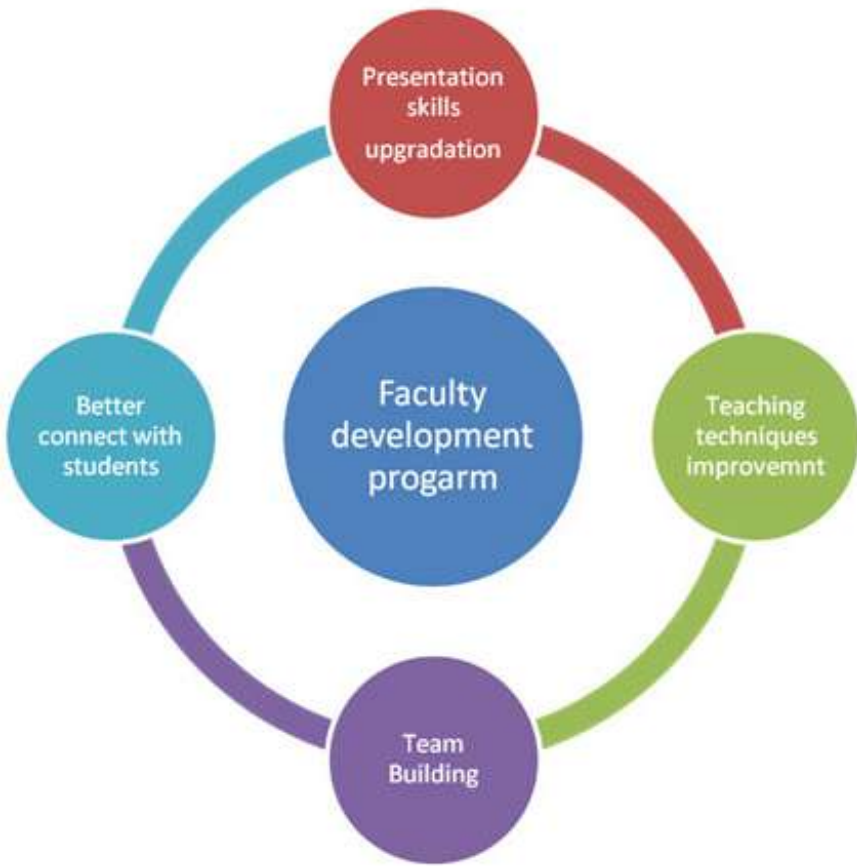 Presentation
skills
upgradation
Better
connect with
students
Faculty
development
progarm
Teaching
techniques
improvemnt
Team
Building